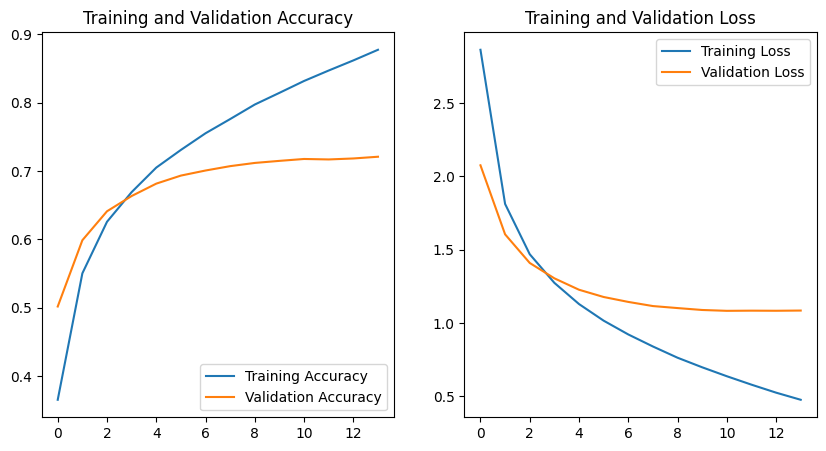 Training and Validation Accuracy
0.9
0.8
0.7
0.6
0.5
0.4
Training Accuracy
Validation Accuracy
0 2 4 6 8 10 12
Training and Validation Loss
Training Loss
Validation Loss
2.5
2.0
1.5
1.0
0.5
0 2 4 6 8 10 12